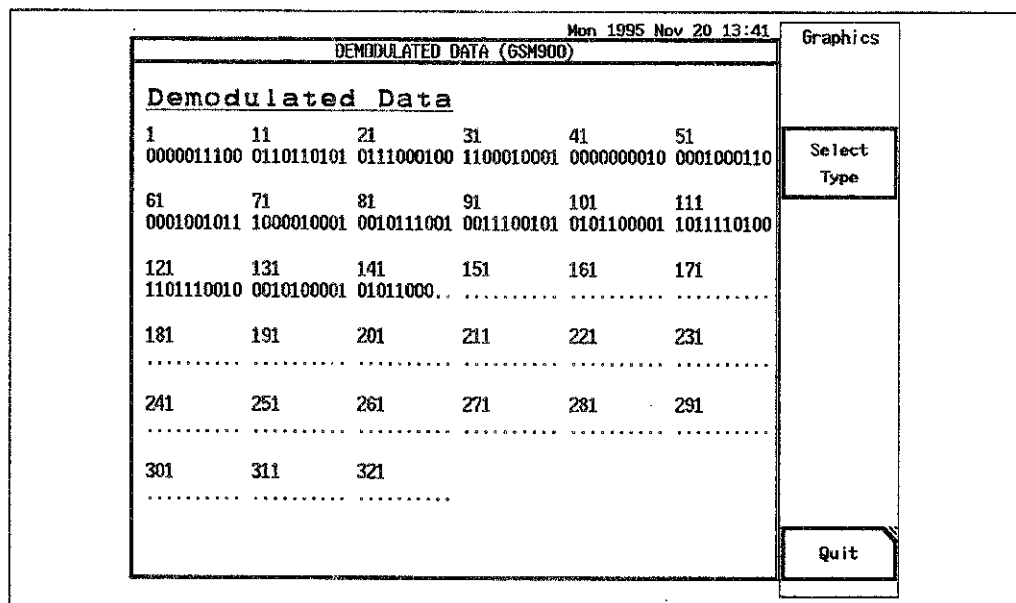 Mon 1995 Nov 20 13:41
Graphics
DEMODULATED DATA (GSM900)
Demodulated Data
1 11 21 31 41 51
0000011100 0110110101 0111000100 1100010001 0000000010 0001000110
Select
Type
61 71 81 91 101 111
0001001011 1000010001 0010111001 0011100101 0101100001 1011110100
121 131 141 151 161 171
1101110010 0010100001 01011000.. .......... .......... ..........
181 191 201 211 221 231
.......... .......... .......... .......... .......... ..........
241 251 261 271 281 291
.......... .......... .......... .......... .......... ..........
301 311 321
.......... .......... ..........
Quit